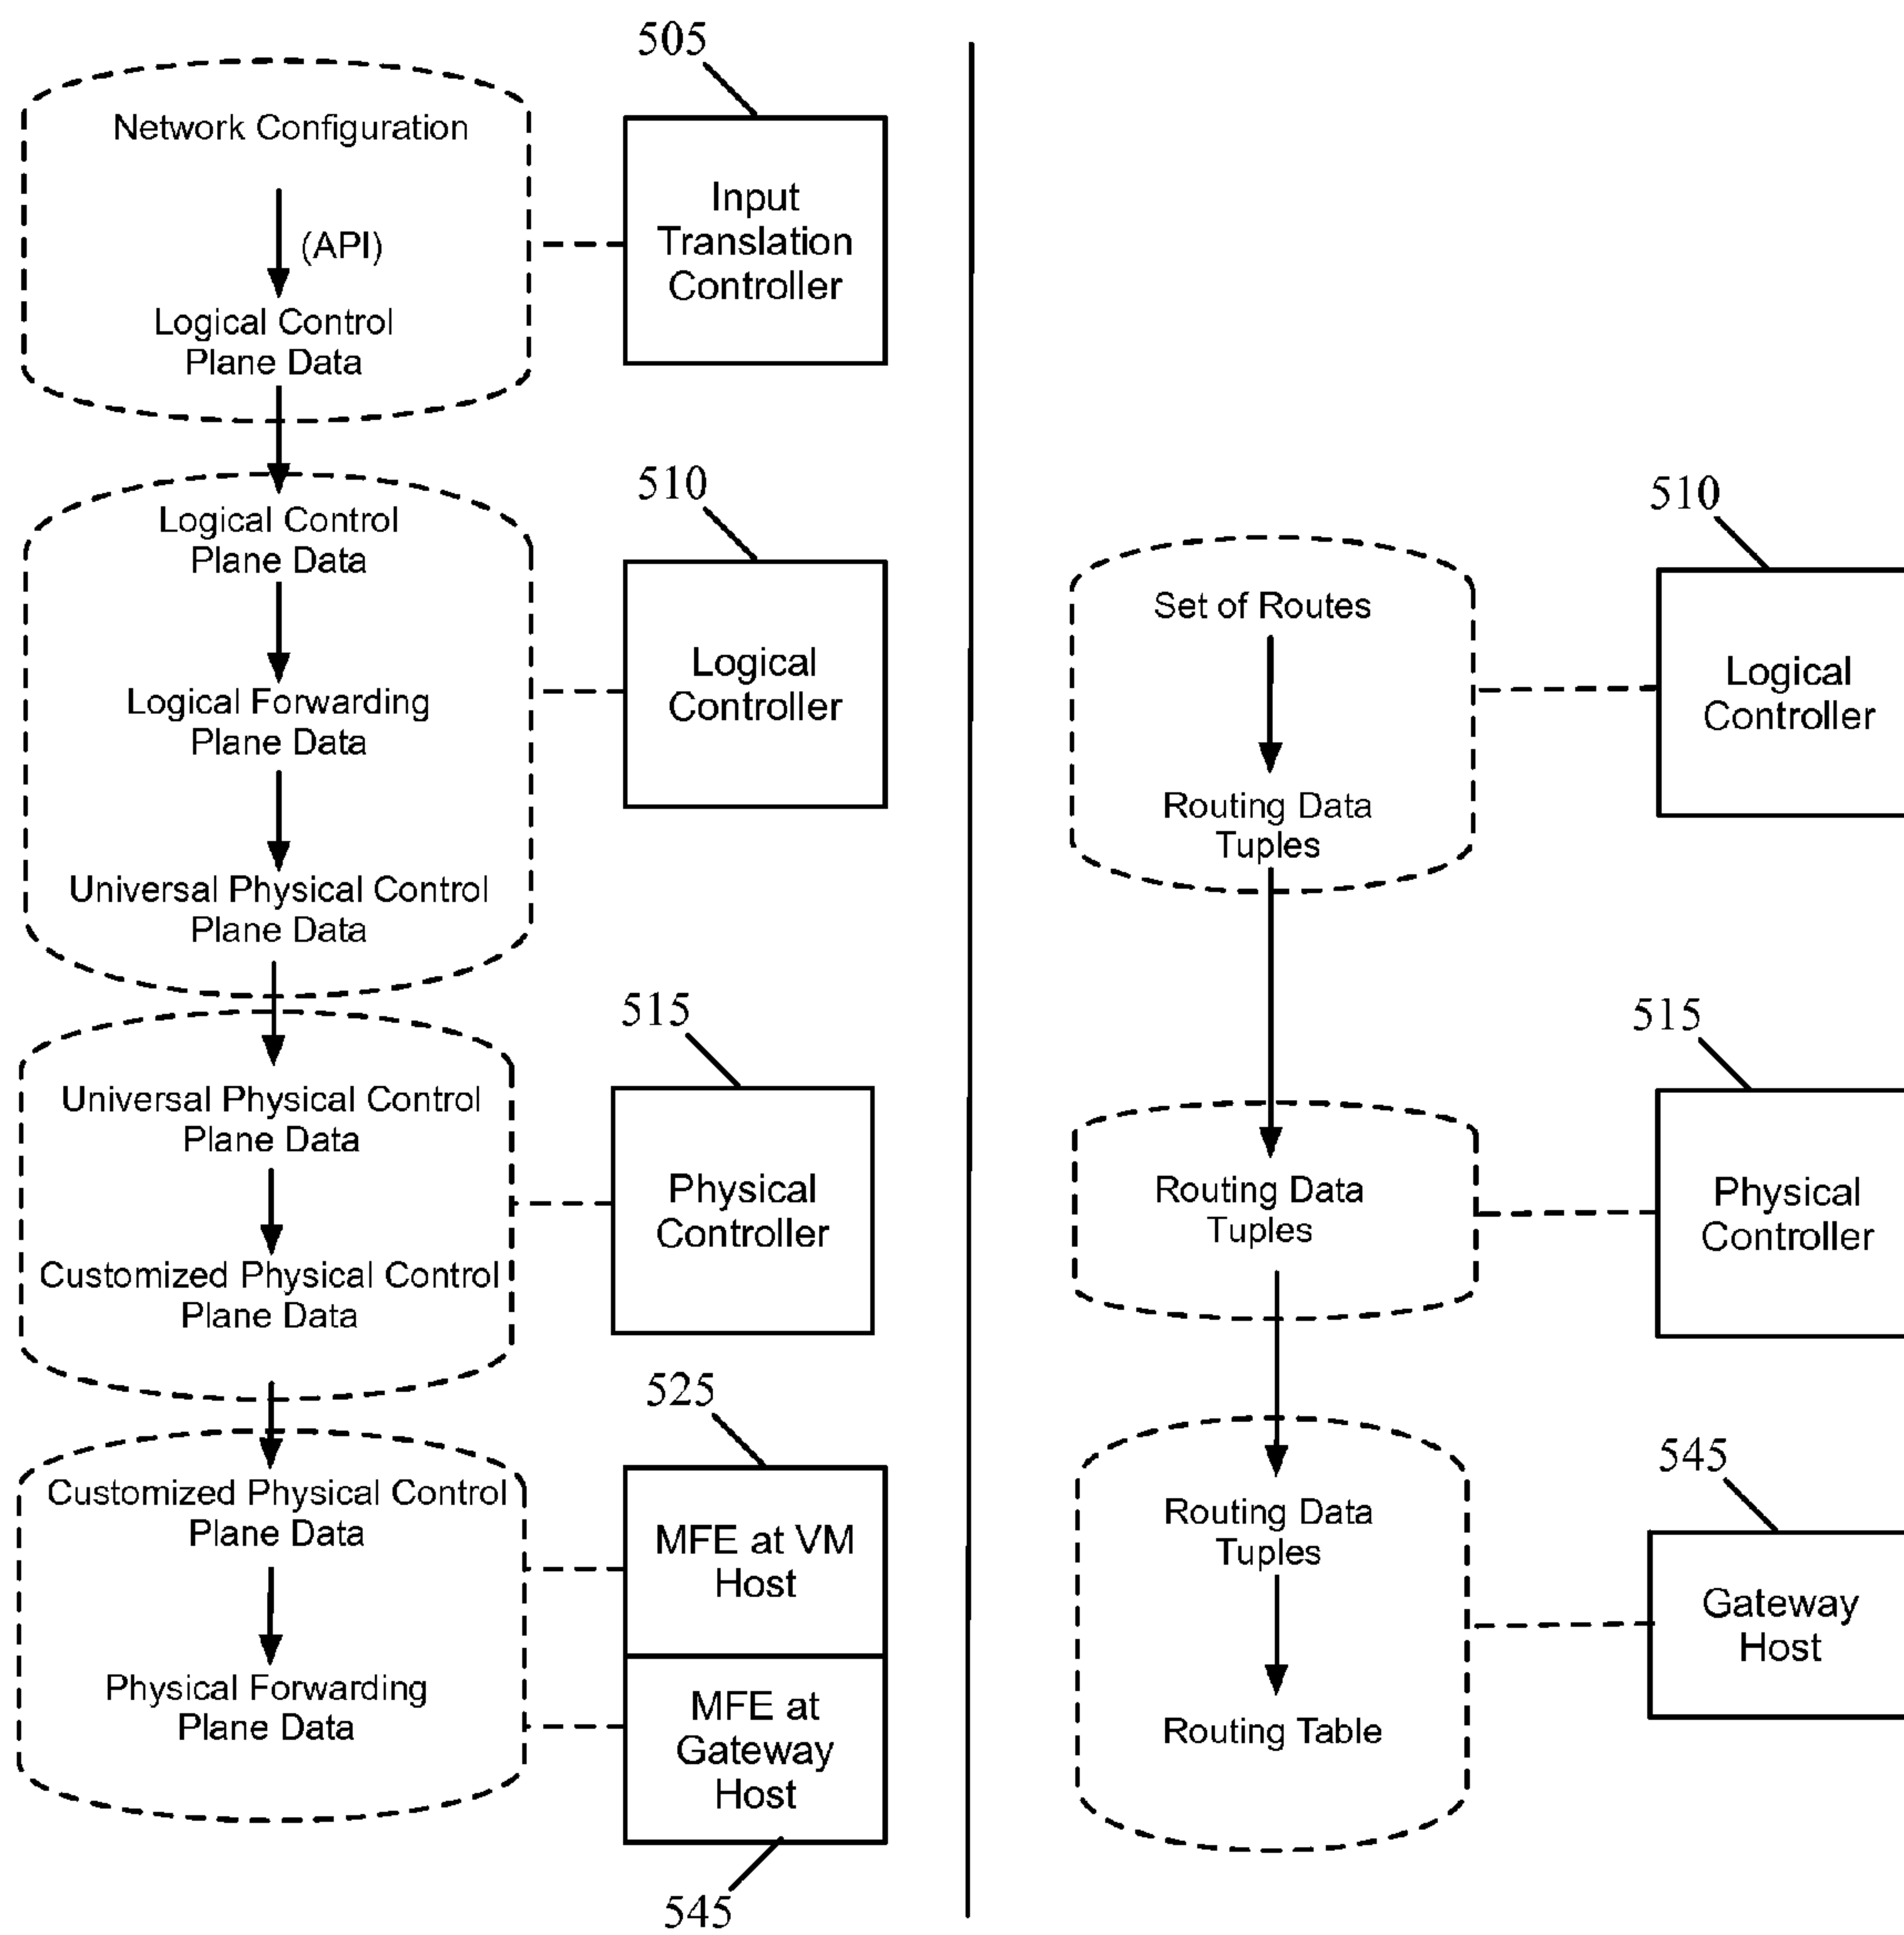 505
Network Configuration
(API)
Logical Control
Plane Data
Input
Translation
Controller
510
Logical Control
Plane Data
Logical Forwarding
Plane Data
Universal Physical Control
Plane Data
Logical
Controller
515
Universal Physical Control
Plane Data
Customized Physical Control
Plane Data
Physical
Controller
525
Customized Physical Control
Plane Data
Physical Forwarding
Plane Data
MFE at VM
Host
MFE at
Gateway
Host
545
510
Set of Routes
Routing Data
Tuples
Logical
Controller
515
Routing Data
Tuples
Physical
Controller
545
Routing Data
Tuples
Routing Table
Gateway
Host